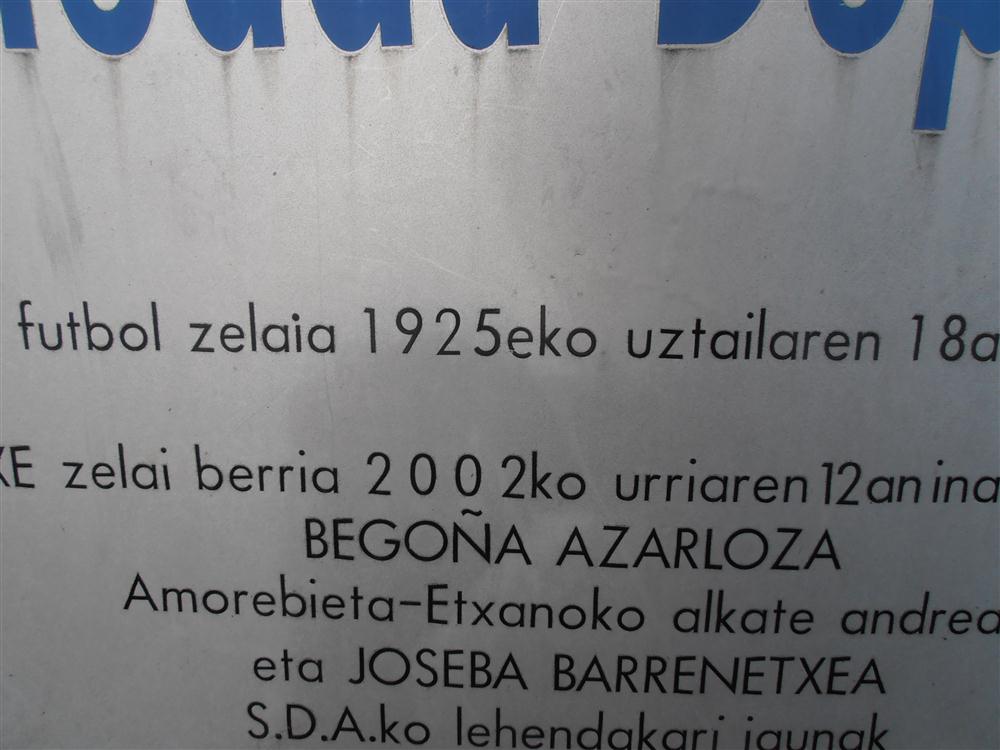 futbol zelaia 1925eko uztailaren 18a
zelai berria 2002ko urriaren 12an ina
BEGOÑA AZARLOZA
Amorebieta-Etxanoko alkate andrea
eta JOSEBA BARRENETXEA
S.D.A.ko lehendakari jaunak